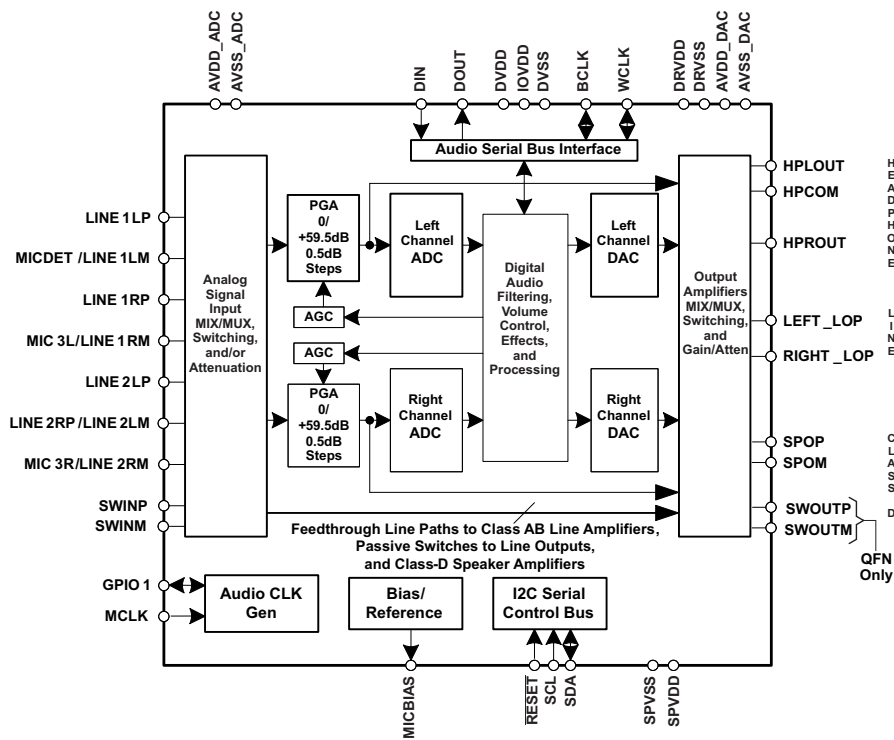 AVDD_ADC
AVSS_ADC
DIN
DOUT
DVDD
IOVDD
DVSS
BCLK
WCLK
DRVDD
DRVSS
AVDD_DAC
AVSS_DAC
Audio Serial Bus Interface
LINE 1LP
MICDET /LINE 1LM
LINE 1RP
MIC 3L/LINE 1RM
LINE 2LP
LINE 2RP /LINE 2LM
MIC 3R/LINE 2RM
SWINP
SWINM
GPIO 1
MCLK
Analog
Signal
Input
MIX/MUX,
Switching,
and/or
Attenuation
PGA
0/
+59.5dB
0.5dB
Steps
AGC
AGC
PGA
0/
+59.5dB
0.5dB
Steps
Left
Channel
ADC
Right
Channel
ADC
Digital
Audio
Filtering,
Volume
Control,
Effects,
and
Processing
Left
Channel
DAC
Right
Channel
DAC
Output
Amplifiers
MIX/MUX,
Switching,
and
Gain/Atten
HPLOUT
HPCOM
HPROUT
LEFT _LOP
RIGHT _LOP
SPOP
SPOM
SWOUTP
SWOUTM
QFN
Only
HEADPHONE
LINE
CLASS D
Feedthrough Line Paths to Class AB Line Amplifiers,
Passive Switches to Line Outputs,
and Class-D Speaker Amplifiers
Audio CLK
Gen
Bias/
Reference
I2C Serial
Control Bus
MICBIAS
RESET
SCL
SDA
SPVSS
SPVDD